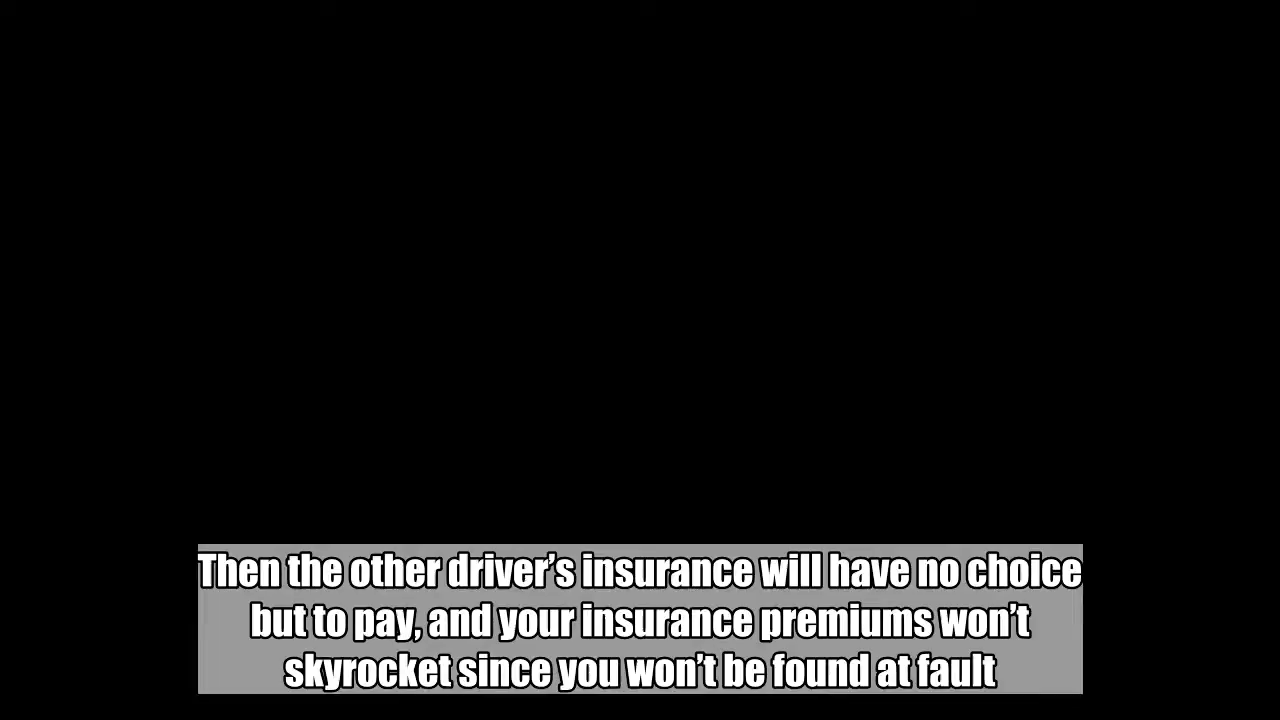 Then the other driver’s insurance will have no choice
but to pay, and your insurance premiums won’t
skyrocket since you won’t be found at fault